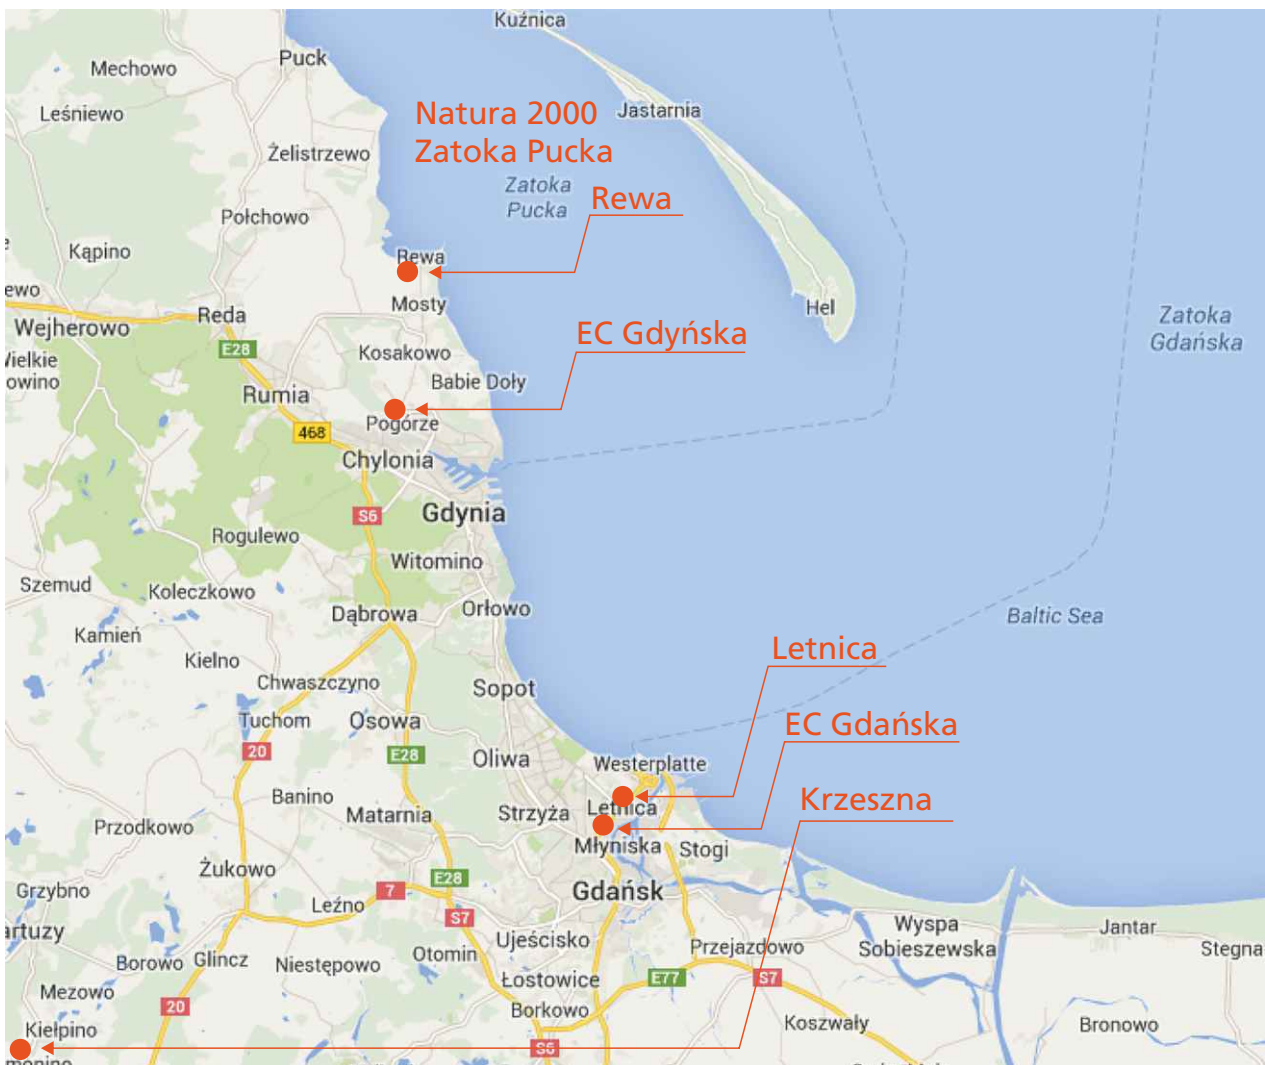 Kuźnica
Puck
Mechowo
Leśniewo
Natura 2000
Zatoka Pucka
Jastarnia
Żelistrzewo
Zatoka
Pucka
Rewa
Połchowo
Kąpino
Rewa
ewo
Mosty
Hel
Reda
Wejherowo
Zatoka
Gdańska
EC Gdyńska
E28
Kosakowo
Wielkie
owino
Babie Doły
Rumia
Pogórze
468
Chylonia
S6
Gdynia
Rogulewo
Witomino
Szemud
Koleczkowo
Dąbrowa
Orłowo
Baltic Sea
Kamień
Kielno
Letnica
Chwaszczyno
Sopot
Tuchom
Osowa
EC Gdańska
20
E28
Oliwa
Westerplatte
Banino
Krzeszna
Matarnia
Strzyża
Letnica
Przodkowo
Młyniska
Stogi
Żukowo
E28
Grzybno
7
Gdańsk
Leźno
S7
artuzy
Wyspa
Sobieszewska
Jantar
Ujeścisko
Przejazdowo
Stegna
Otomin
Borowo
Glincz
Niestępowo
Łostowice
E77
S7
Mezowo
20
Borkowo
Koszwały
Bronowo
Kiełpino
S6